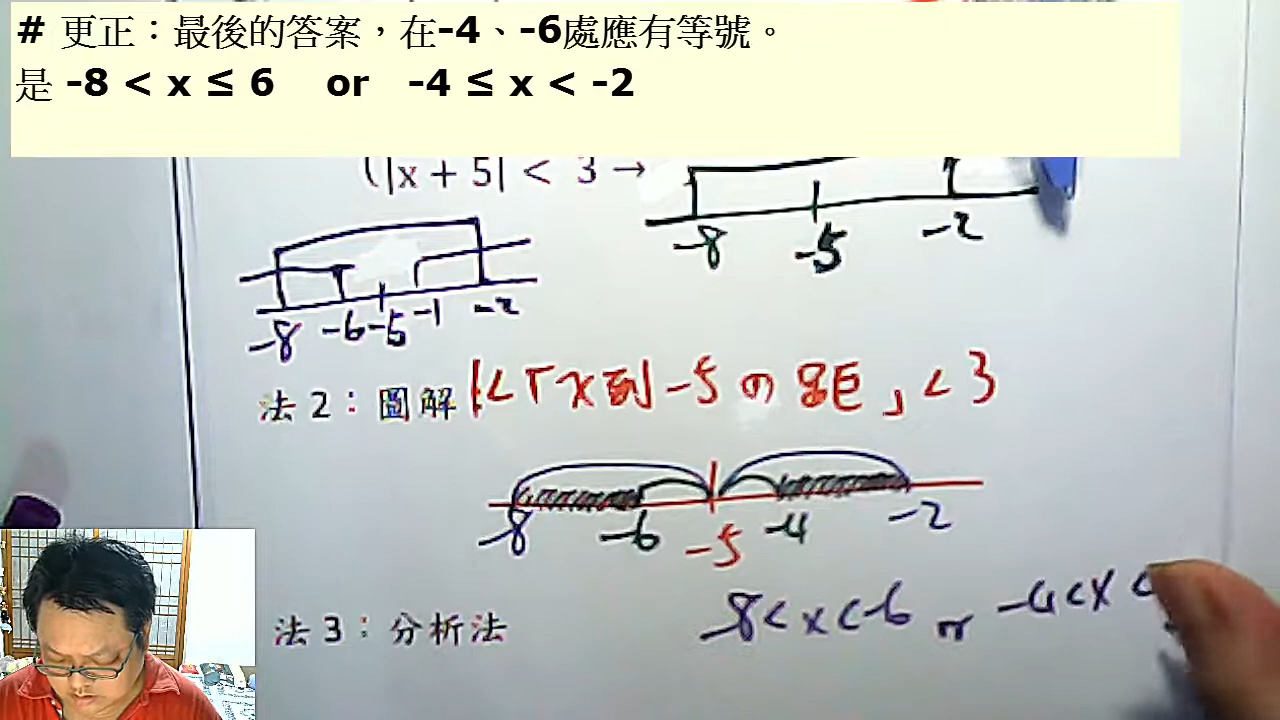 # 更正：最後的答案，在-4、-6處應有等號。
是 -8 < x ≤ 6 or -4 ≤ x < -2
(|x + 5| < 3 →
-8 -5 -2
-8 -6 -5 -1 -2
法2：圖解 1<「x到-5の距」<3
-8 -6 -5 -4 -2
-8<x<-6 or -4<x<
法3：分析法